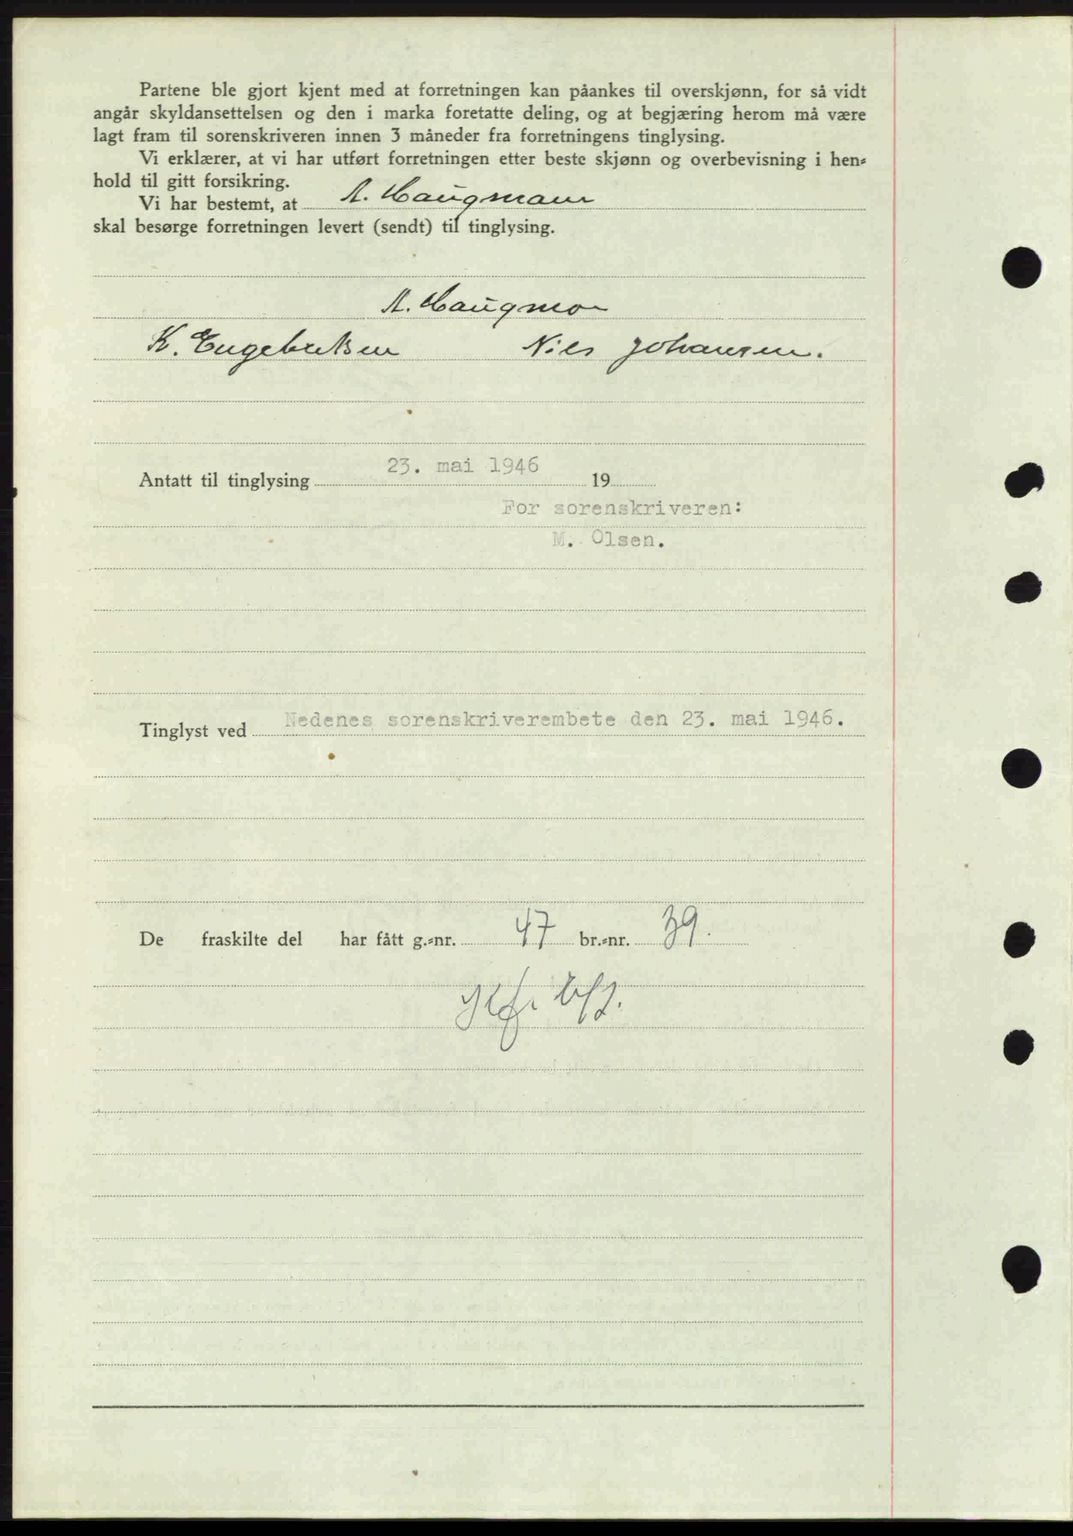 Partene ble gjort kjent med at forretningen kan påankes til overskjønn, for så vidt
angår skyldansettelsen og den i marka foretatte deling, og at begjæring herom må være
lagt fram til sorenskriveren innen 3 måneder fra forretningens tinglysing.
Vi erklærer, at vi har utført forretningen etter beste skjønn og overbevisning i hen=
hold til gitt forsikring.
Vi har bestemt, at A. Haugmoen
skal besørge forretningen levert (sendt) til tinglysing.
A. Haugmoen
K. Engebretsen Nils Johansen.
Antatt til tinglysing 23. mai 1946 19
For sorenskriveren:
M. Olsen.
Tinglyst ved Nedenes sorenskriverembete den 23. mai 1946.
De fraskilte del har fått g.=nr. 47 br.=nr. 39.